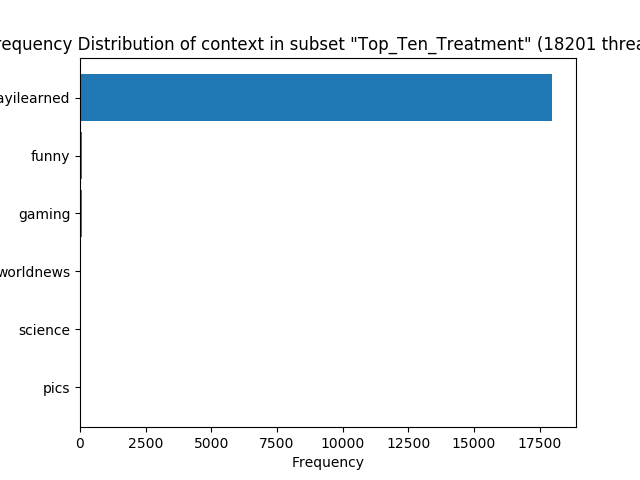 requency Distribution of context in subset "Top_Ten_Treatment" (18201 threa
ayilearned
funny
gaming
worldnews
science
pics
0 2500 5000 7500 10000 12500 15000 17500
Frequency